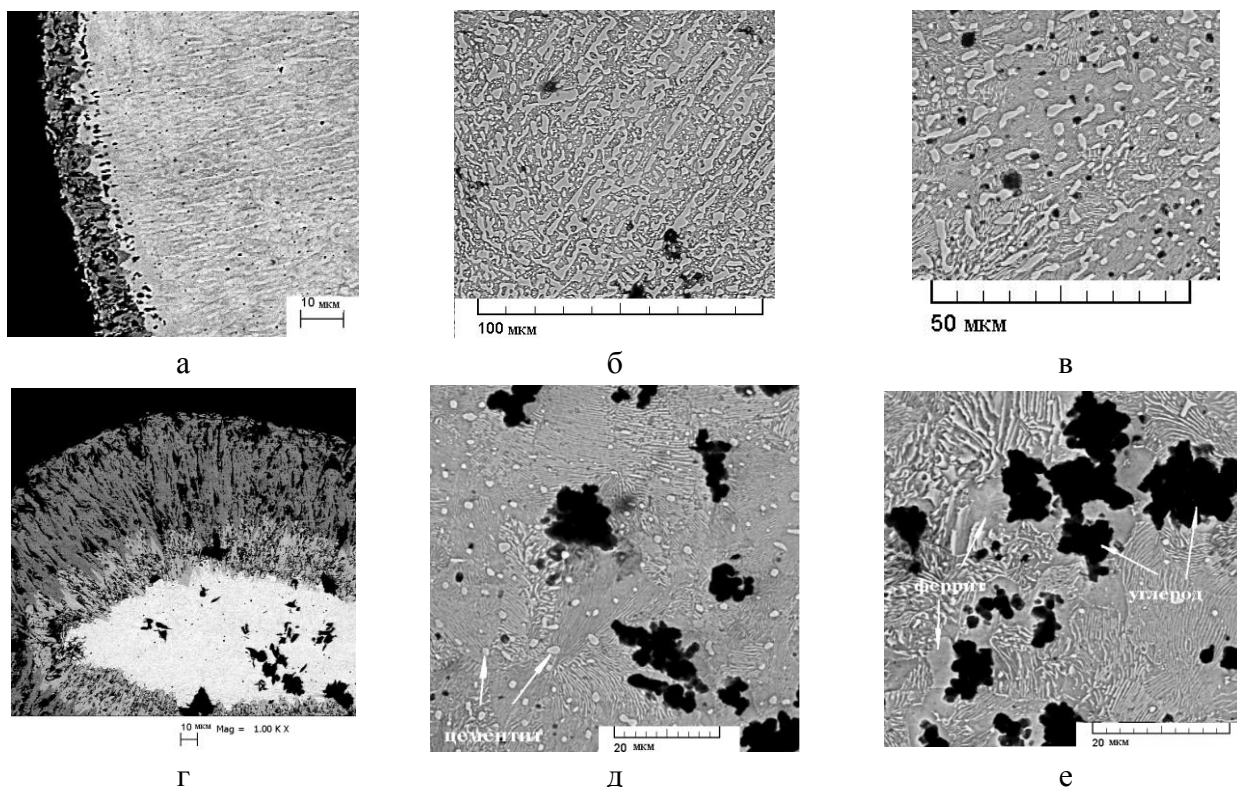 10 мкм
100 мкм
50 мкм
а
б
в
феррит
углерод
цементит
10 мкм Mag = 1.00 K X
20 мкм
20 мкм
г
д
е